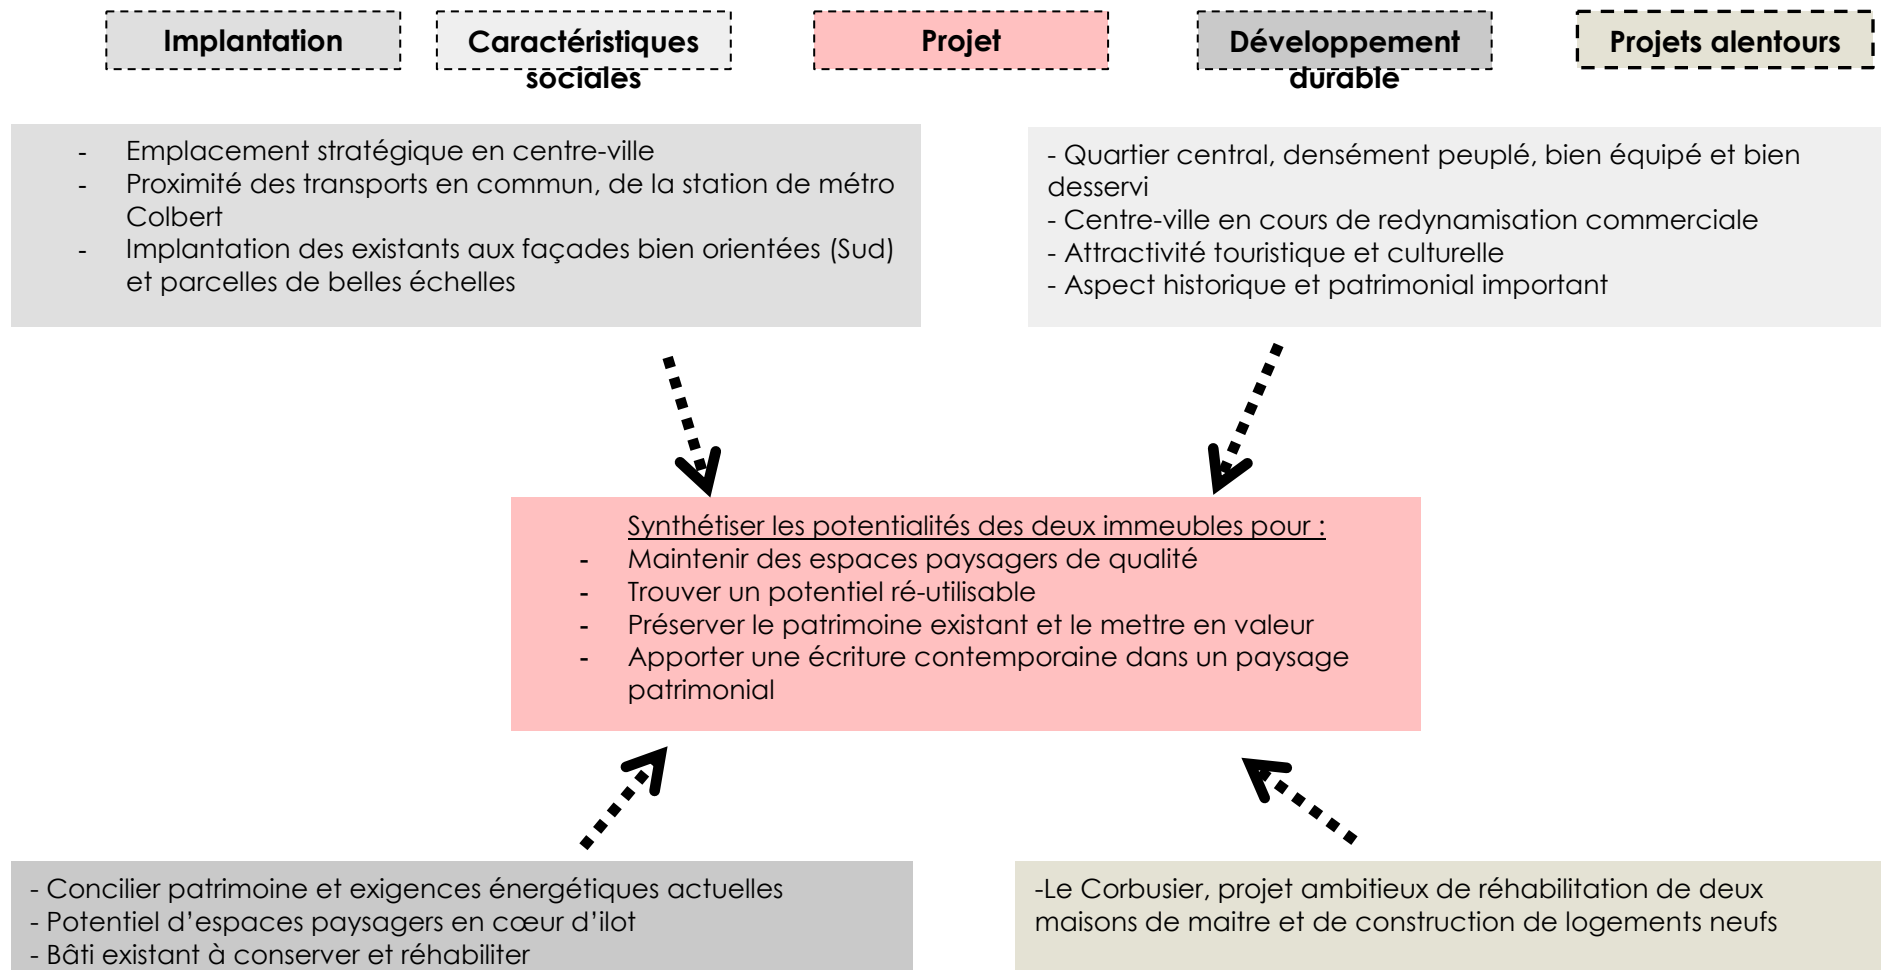 Implantation
Caractéristiques
sociales
Projet
Développement
durable
Projets alentours
- Emplacement stratégique en centre-ville
- Proximité des transports en commun, de la station de métro
Colbert
- Implantation des existants aux façades bien orientées (Sud)
et parcelles de belles échelles
- Quartier central, densément peuplé, bien équipé et bien
desservi
- Centre-ville en cours de redynamisation commerciale
- Attractivité touristique et culturelle
- Aspect historique et patrimonial important
Synthétiser les potentialités des deux immeubles pour :
- Maintenir des espaces paysagers de qualité
- Trouver un potentiel ré-utilisable
- Préserver le patrimoine existant et le mettre en valeur
- Apporter une écriture contemporaine dans un paysage
patrimonial
- Concilier patrimoine et exigences énergétiques actuelles
- Potentiel d’espaces paysagers en cœur d’ilot
- Bâti existant à conserver et réhabiliter
-Le Corbusier, projet ambitieux de réhabilitation de deux
maisons de maitre et de construction de logements neufs